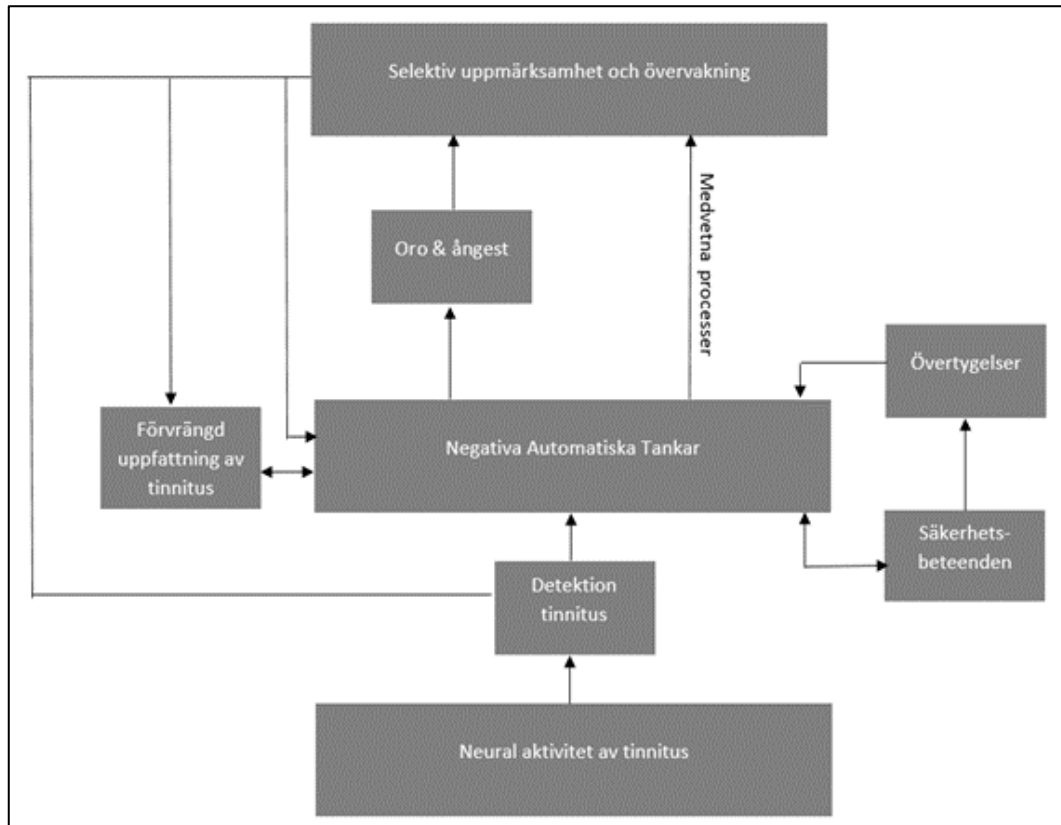 Selektiv uppmärksamhet och övervakning
Medvetna processer
Oro & ångest
Övertygelser
Förvrängd
uppfattning av
tinnitus
Negativa Automatiska Tankar
Säkerhets-
beteenden
Detektion
tinnitus
Neural aktivitet av tinnitus